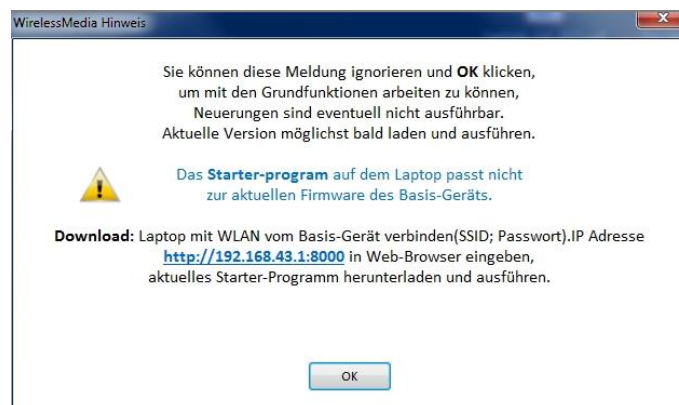 WirelessMedia Hinweis
Sie können diese Meldung ignorieren und OK klicken,
um mit den Grundfunktionen arbeiten zu können,
Neuerungen sind eventuell nicht ausführbar.
Aktuelle Version möglichst bald laden und ausführen.
Das Starter-program auf dem Laptop passt nicht
zur aktuellen Firmware des Basis-Geräts.
Download: Laptop mit WLAN vom Basis-Gerät verbinden(SSID; Passwort).IP Adresse
http://192.168.43.1:8000 in Web-Browser eingeben,
aktuelles Starter-Programm herunterladen und ausführen.
OK